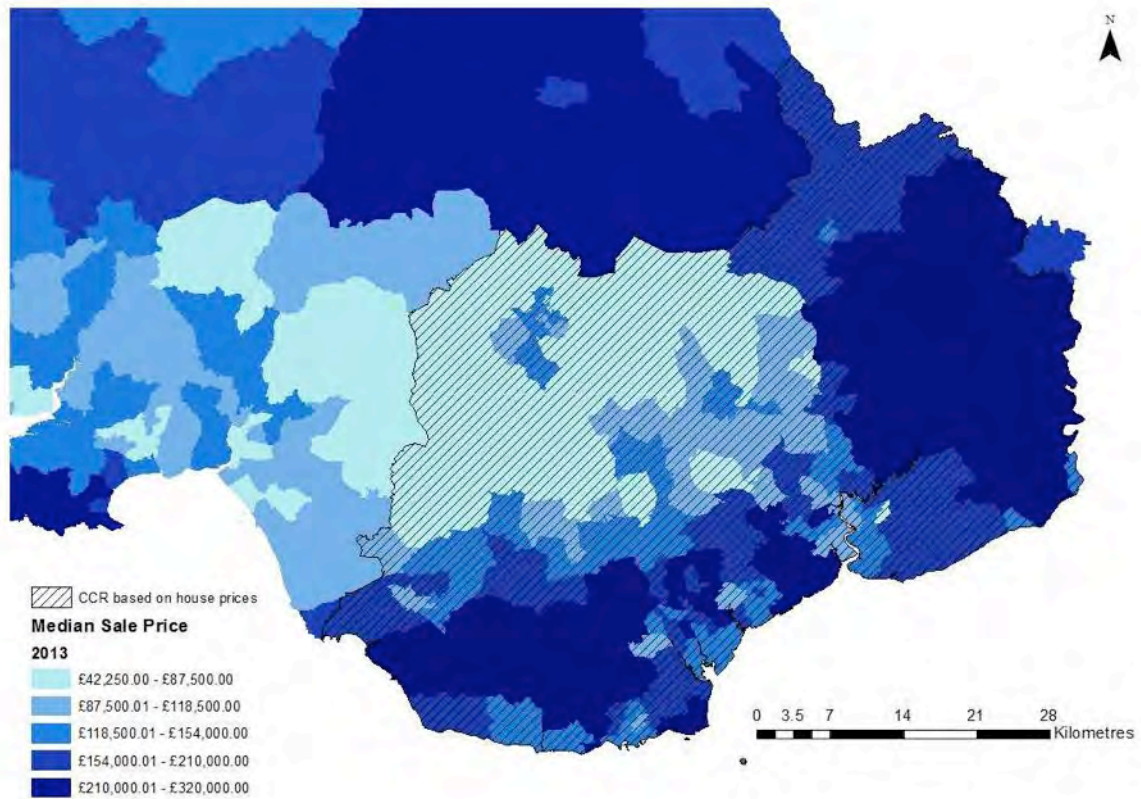 N
CCR based on house prices
Median Sale Price
2013
£42,250.00 - £87,500.00
£87,500.01 - £118,500.00
£118,500.01 - £154,000.00
£154,000.01 - £210,000.00
£210,000.01 - £320,000.00
0 3.5 7 14 21 28
Kilometres